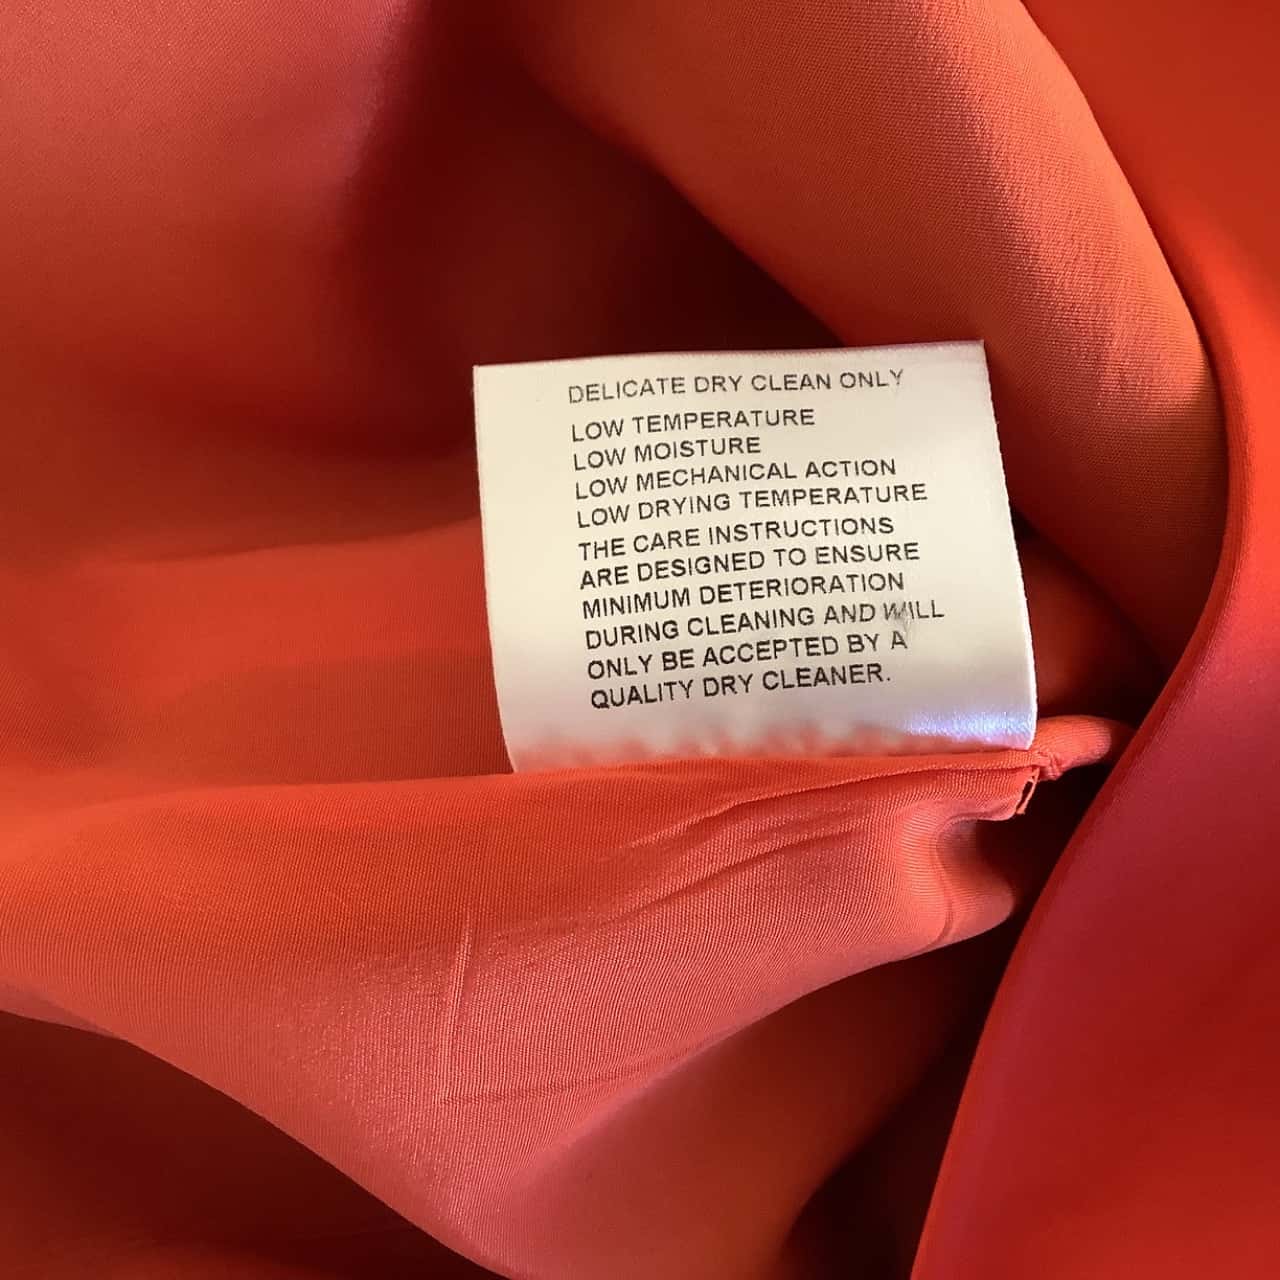 DELICATE DRY CLEAN ONLY
LOW TEMPERATURE
LOW MOISTURE
LOW MECHANICAL ACTION
LOW DRYING TEMPERATURE
THE CARE INSTRUCTIONS
ARE DESIGNED TO ENSURE
MINIMUM DETERIORATION
DURING CLEANING AND WILL
ONLY BE ACCEPTED BY A
QUALITY DRY CLEANER.